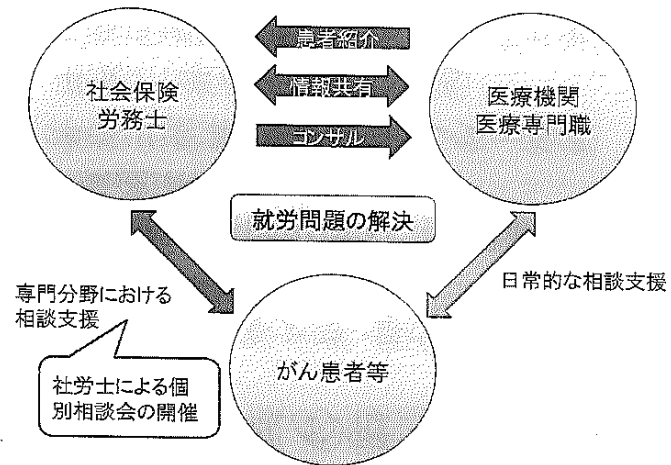 患者紹介
社会保険
労務士
情報共有
医療機関
医療専門職
コンサル
就労問題の解決
専門分野における
相談支援
日常的な相談支援
がん患者等
社労士による個
別相談会の開催